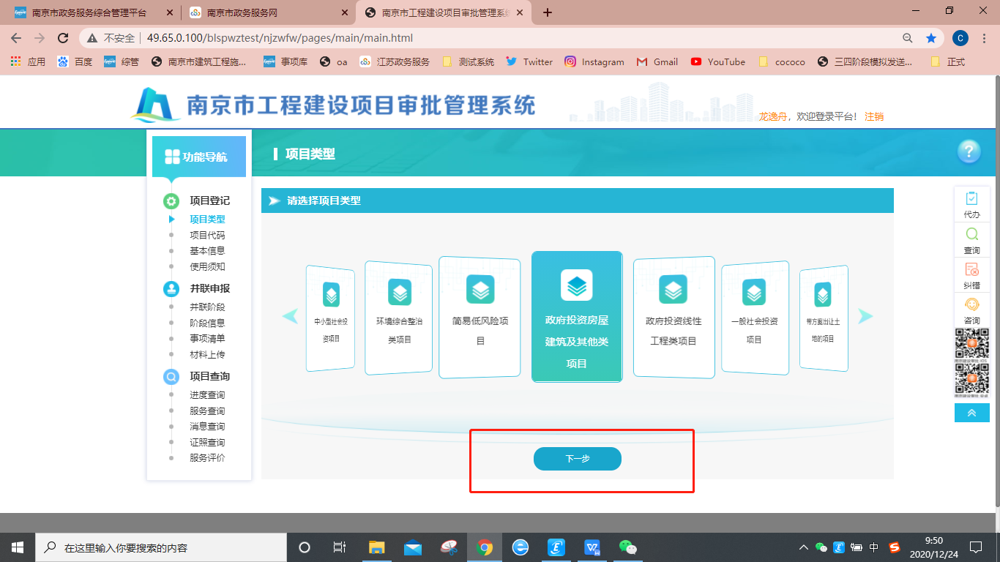 南京市政务服务综合管理平台
南京市政务服务网
南京市工程建设项目审批管理系统
不安全
49.65.0.100/blspwztest/njzwfw/pages/main/main.html
C
应用
百度
综管
南京市建筑工程施...
事项库
oa
江苏政务服务
测试系统
Twitter
Instagram
Gmail
YouTube
cococo
三四阶段模拟发送...
正式
南京市工程建设项目审批管理系统
龙逸舟，欢迎登录平台！ 注销
功能导航
项目类型
?
项目登记
项目类型
项目代码
基本信息
使用须知
并联申报
并联阶段
阶段信息
事项清单
材料上传
项目查询
进度查询
服务查询
消息查询
证照查询
服务评价
请选择项目类型
中小型社会投
资项目
环境综合整治
类项目
简易低风险项
目
政府投资房屋
建筑及其他类
项目
政府投资线性
工程类项目
一般社会投资
项目
带方案出让土
地的项目
下一步
代办
查询
纠错
咨询
在这里输入你要搜索的内容
中
9:50
2020/12/24